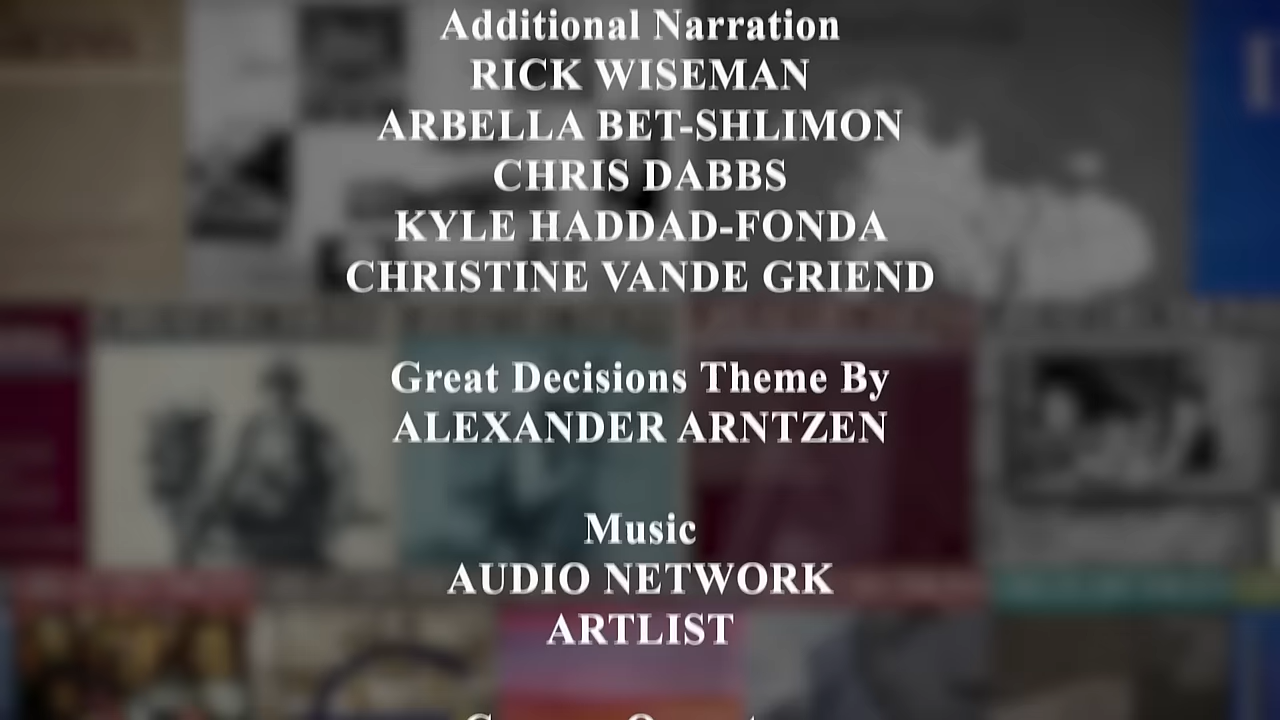 Additional Narration
RICK WISEMAN
ARBELLA BET-SHLIMON
CHRIS DABBS
KYLE HADDAD-FONDA
CHRISTINE VANDE GRIEND
Great Decisions Theme By
ALEXANDER ARNTZEN
Music
AUDIO NETWORK
ARTLIST